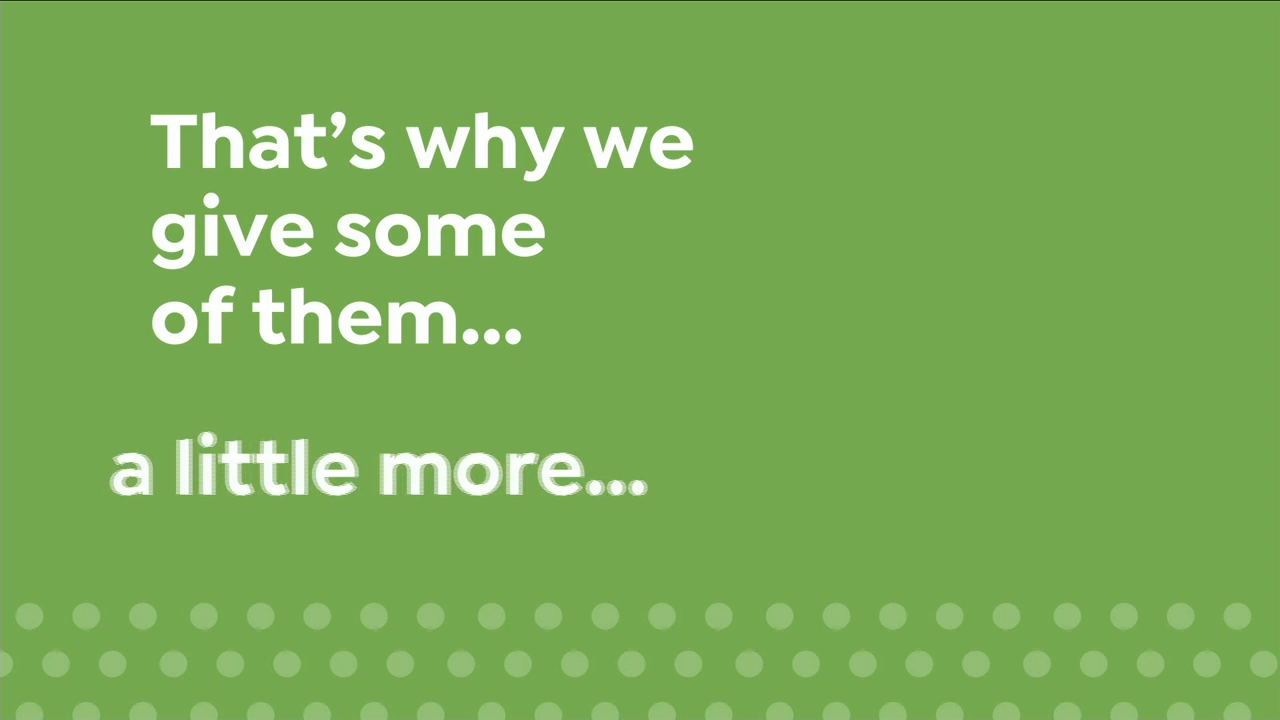 That’s why we
give some
of them...
a little more...